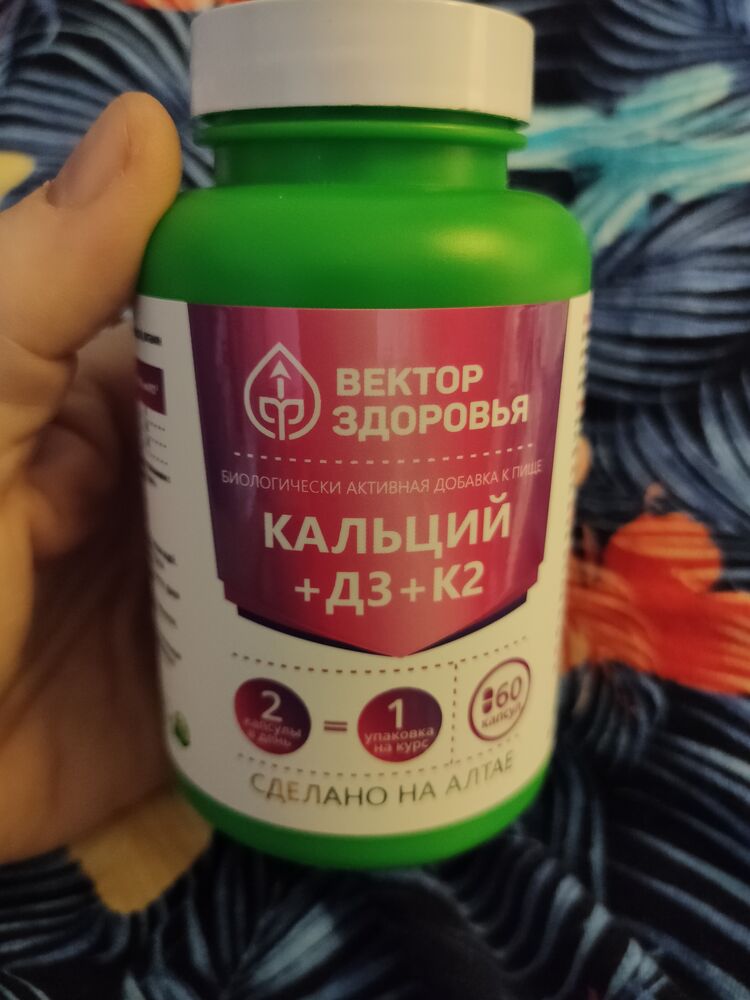 ВЕКТОР
ЗДОРОВЬЯ
БИОЛОГИЧЕСКИ АКТИВНАЯ ДОБАВКА К ПИЩЕ
КАЛЬЦИЙ
+Д3+К2
2
капсулы
в день
=
1
упаковка
на курс
60
капсул
СДЕЛАНО НА АЛТАЕ